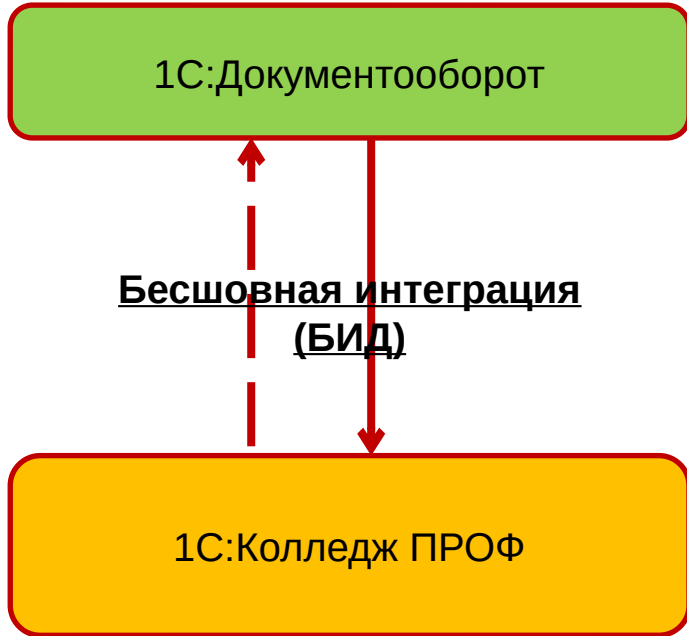 1С:Документооборот
Бесшовная интеграция
(БИД)
1С:Колледж ПРОФ